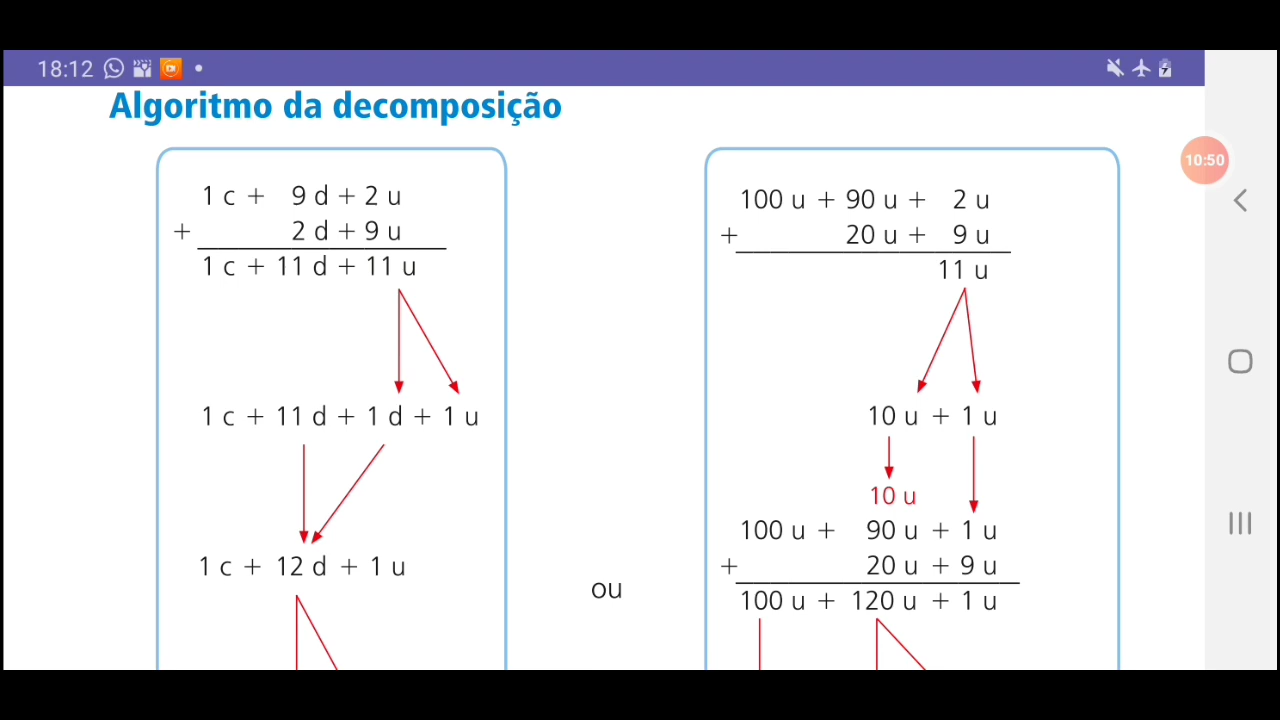 18:12
10:50
Algoritmo da decomposição
1 c + 9 d + 2 u
+ 2 d + 9 u
1 c + 11 d + 11 u
1 c + 11 d + 1 d + 1 u
1 c + 12 d + 1 u
ou
100 u + 90 u + 2 u
+ 20 u + 9 u
11 u
10 u + 1 u
10 u
100 u + 90 u + 1 u
+ 20 u + 9 u
100 u + 120 u + 1 u